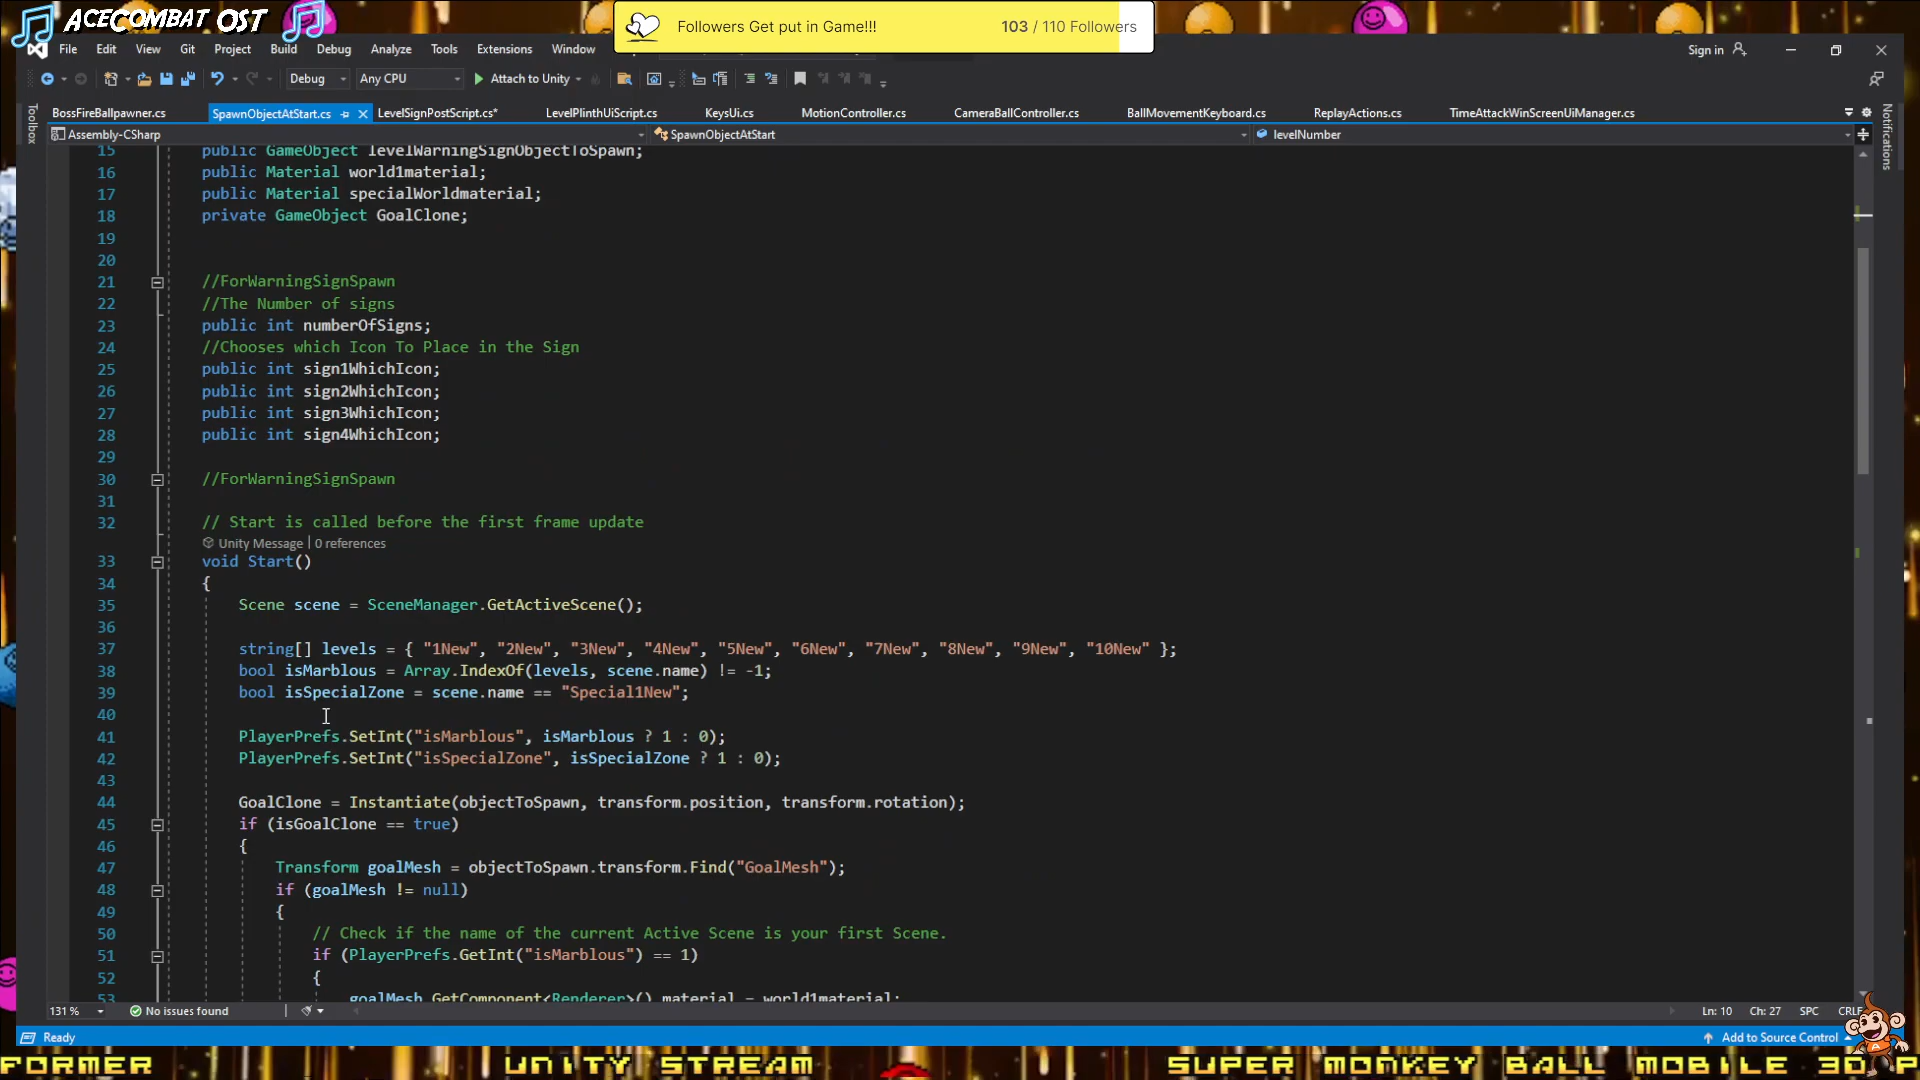 ACECOMBAT OST
Followers Get put in Game!!! 103 / 110 Followers
File Edit View Git Project Build Debug Analyze Tools Extensions Window Sign in
Debug Any CPU Attach to Unity
BossFireBallpawner.cs SpawnObjectAtStart.cs LevelSignPostScript.cs* LevelPlinthUiScript.cs KeysUi.cs MotionController.cs CameraBallController.cs BallMovementKeyboard.cs ReplayActions.cs TimeAttackWinScreenUiManager.cs
Toolbox
Notifications
Assembly-CSharp SpawnObjectAtStart levelNumber
15 public GameObject levelWarningSignObjectToSpawn;
16 public Material world1material;
17 public Material specialWorldmaterial;
18 private GameObject GoalClone;
19
20
21 //ForWarningSignSpawn
22 //The Number of signs
23 public int numberOfSigns;
24 //Chooses which Icon To Place in the Sign
25 public int sign1WhichIcon;
26 public int sign2WhichIcon;
27 public int sign3WhichIcon;
28 public int sign4WhichIcon;
29
30 //ForWarningSignSpawn
31
32 // Start is called before the first frame update
Unity Message | 0 references
33 void Start()
34 {
35 Scene scene = SceneManager.GetActiveScene();
36
37 string[] levels = { "1New", "2New", "3New", "4New", "5New", "6New", "7New", "8New", "9New", "10New" };
38 bool isMarblous = Array.IndexOf(levels, scene.name) != -1;
39 bool isSpecialZone = scene.name == "Special1New";
40
41 PlayerPrefs.SetInt("isMarblous", isMarblous ? 1 : 0);
42 PlayerPrefs.SetInt("isSpecialZone", isSpecialZone ? 1 : 0);
43
44 GoalClone = Instantiate(objectToSpawn, transform.position, transform.rotation);
45 if (isGoalClone == true)
46 {
47 Transform goalMesh = objectToSpawn.transform.Find("GoalMesh");
48 if (goalMesh != null)
49 {
50 // Check if the name of the current Active Scene is your first Scene.
51 if (PlayerPrefs.GetInt("isMarblous") == 1)
52 {
53 goalMesh.GetComponent<Renderer>().material = world1material;
131 % No issues found Ln: 10 Ch: 27 SPC CRLF
Ready Add to Source Control
FORMER UNITY STREAM SUPER MONKEY BALL MOBILE 3D P